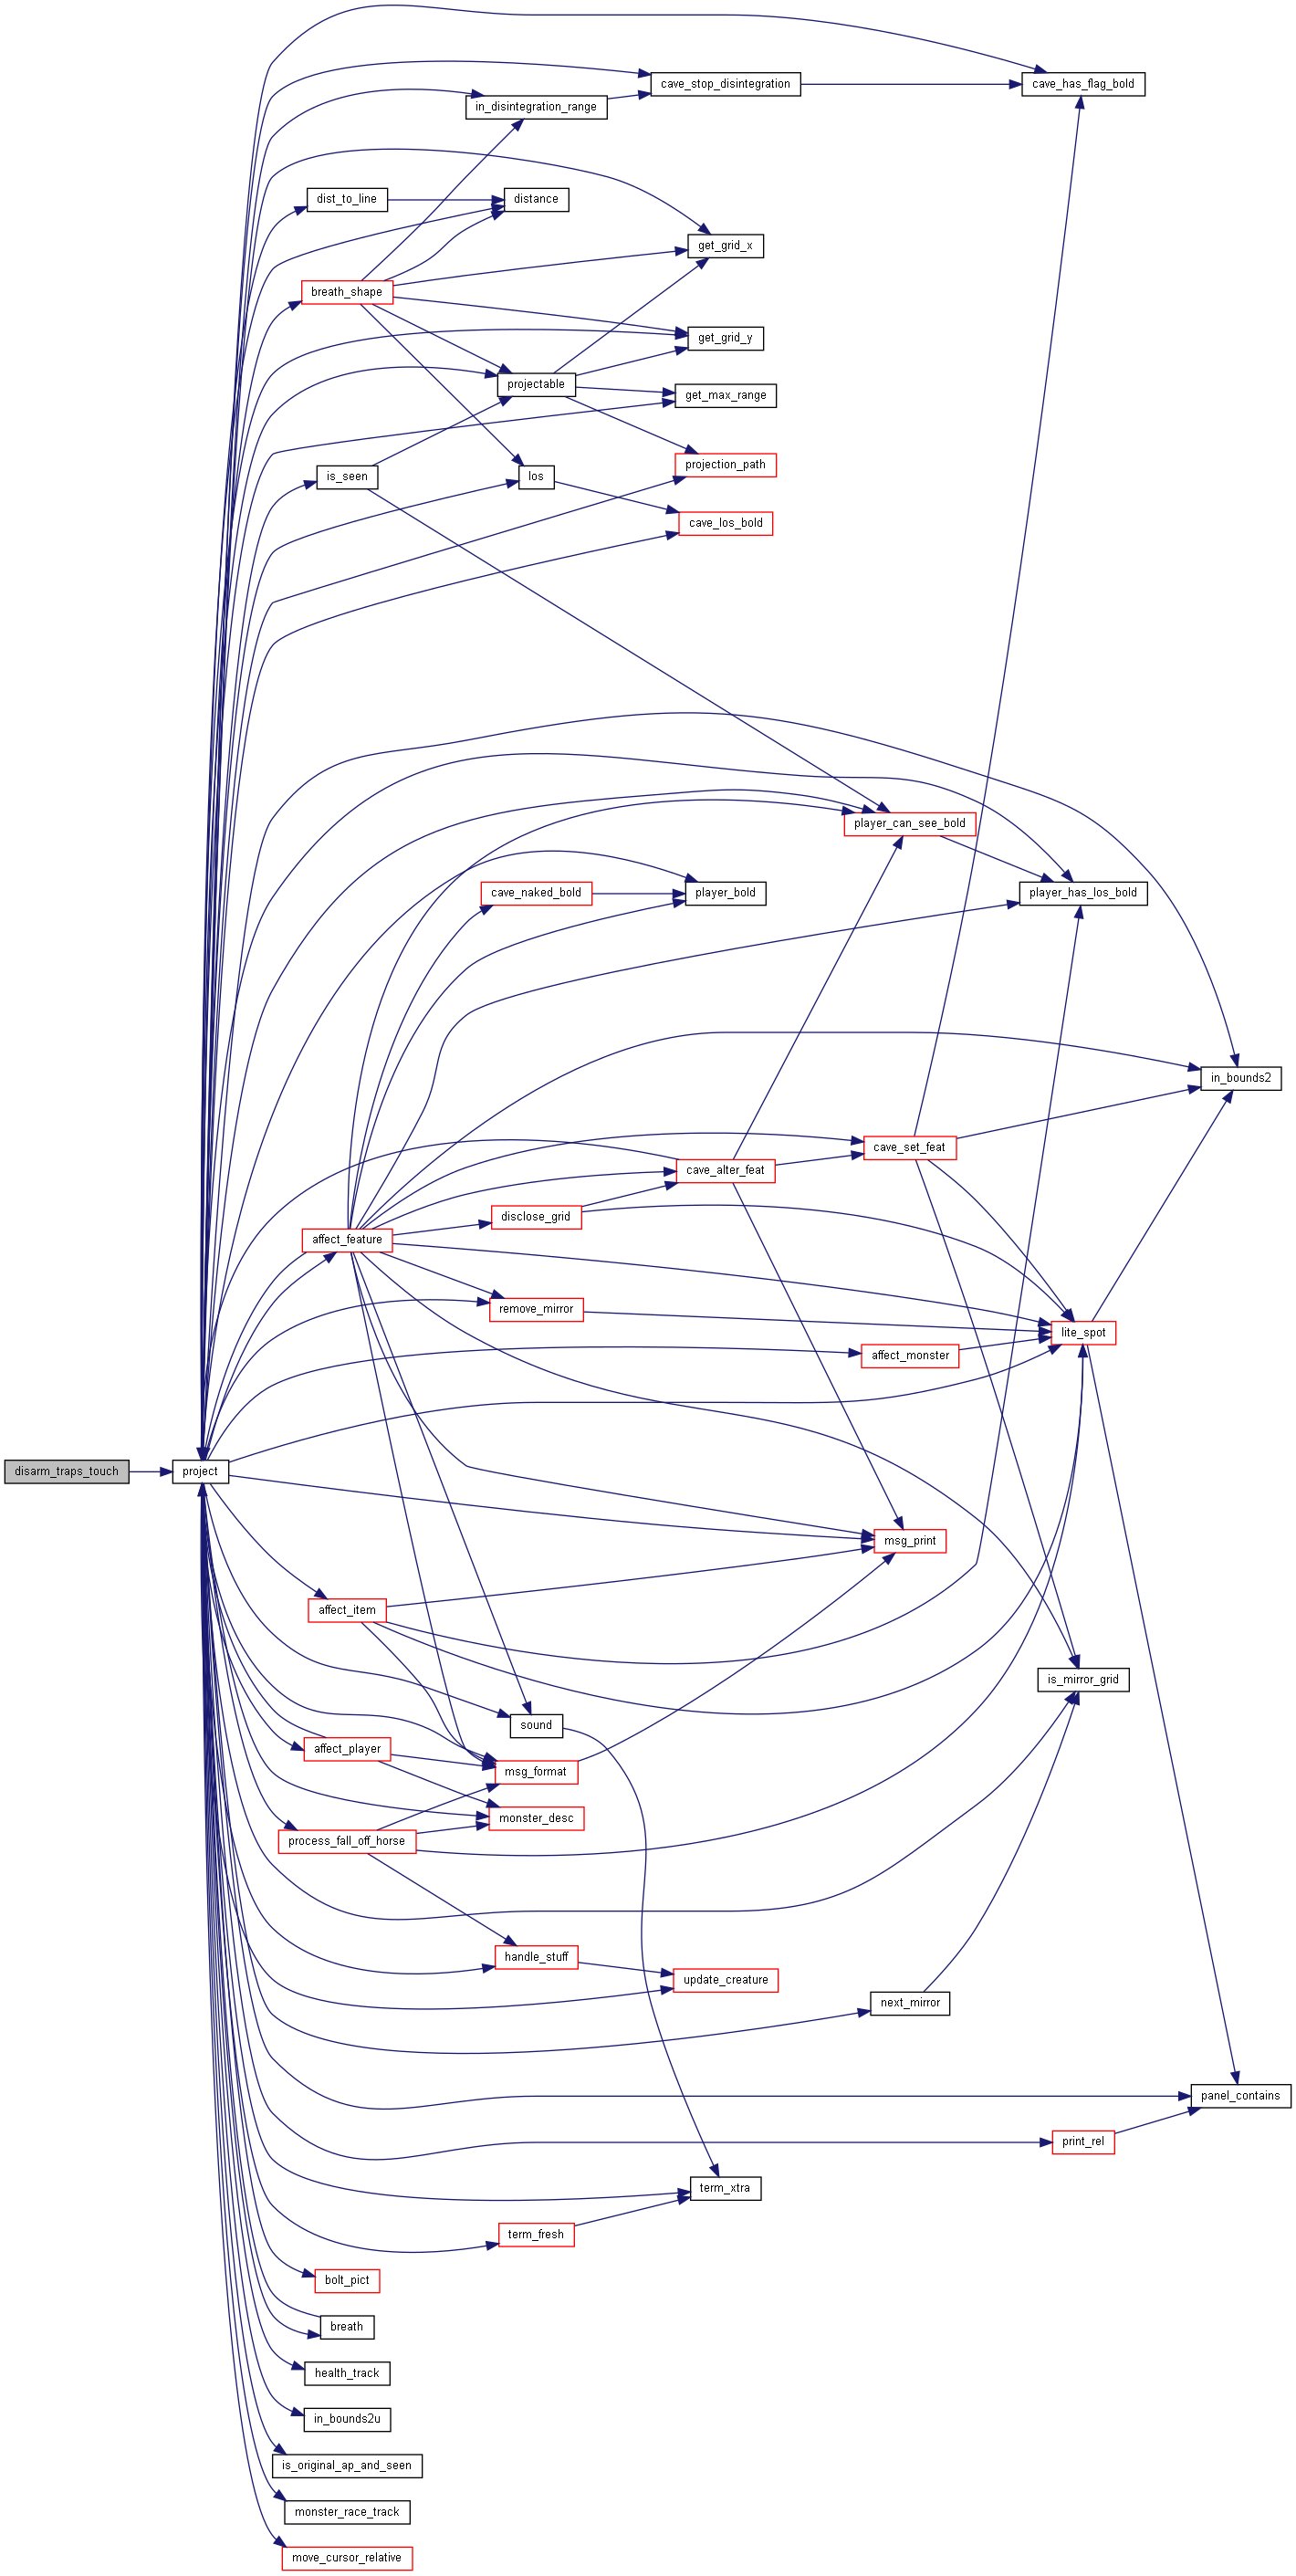 cave_stop_disintegration
cave_has_flag_bold
in_disintegration_range
dist_to_line
distance
get_grid_x
breath_shape
get_grid_y
projectable
get_max_range
projection_path
is_seen
los
cave_los_bold
player_can_see_bold
cave_naked_bold
player_bold
player_has_los_bold
in_bounds2
cave_set_feat
cave_alter_feat
disclose_grid
affect_feature
remove_mirror
lite_spot
affect_monster
disarm_traps_touch
project
msg_print
affect_item
is_mirror_grid
sound
affect_player
msg_format
monster_desc
process_fall_off_horse
handle_stuff
update_creature
next_mirror
panel_contains
print_rel
term_xtra
term_fresh
bolt_pict
breath
health_track
in_bounds2u
is_original_ap_and_seen
monster_race_track
move_cursor_relative